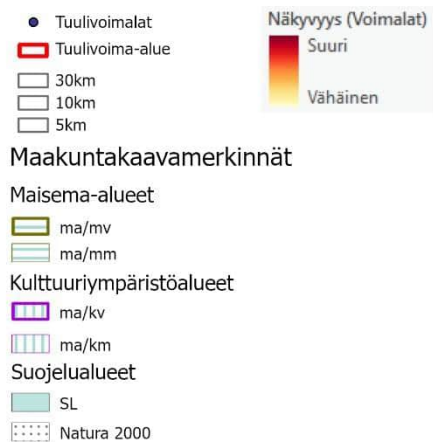 Tuulivoimalat
Tuulivoima-alue
30km
10km
5km
Näkyvyys (Voimalat)
Suuri
Vähäinen
Maakuntakaavamerkinnät
Maisema-alueet
ma/mv
ma/mm
Kulttuuriympäristöalueet
ma/kv
ma/km
Suojelualueet
SL
Natura 2000